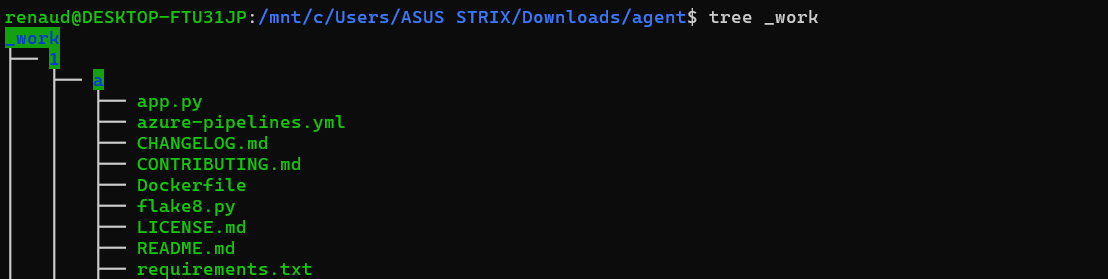 renaud@DESKTOP-FTU31JP:/mnt/c/Users/ASUS STRIX/Downloads/agent$ tree _work
_work
├── 1
│   ├── a
│   │   ├── app.py
│   │   ├── azure-pipelines.yml
│   │   ├── CHANGELOG.md
│   │   ├── CONTRIBUTING.md
│   │   ├── Dockerfile
│   │   ├── flake8.py
│   │   ├── LICENSE.md
│   │   ├── README.md
│   │   ├── requirements.txt